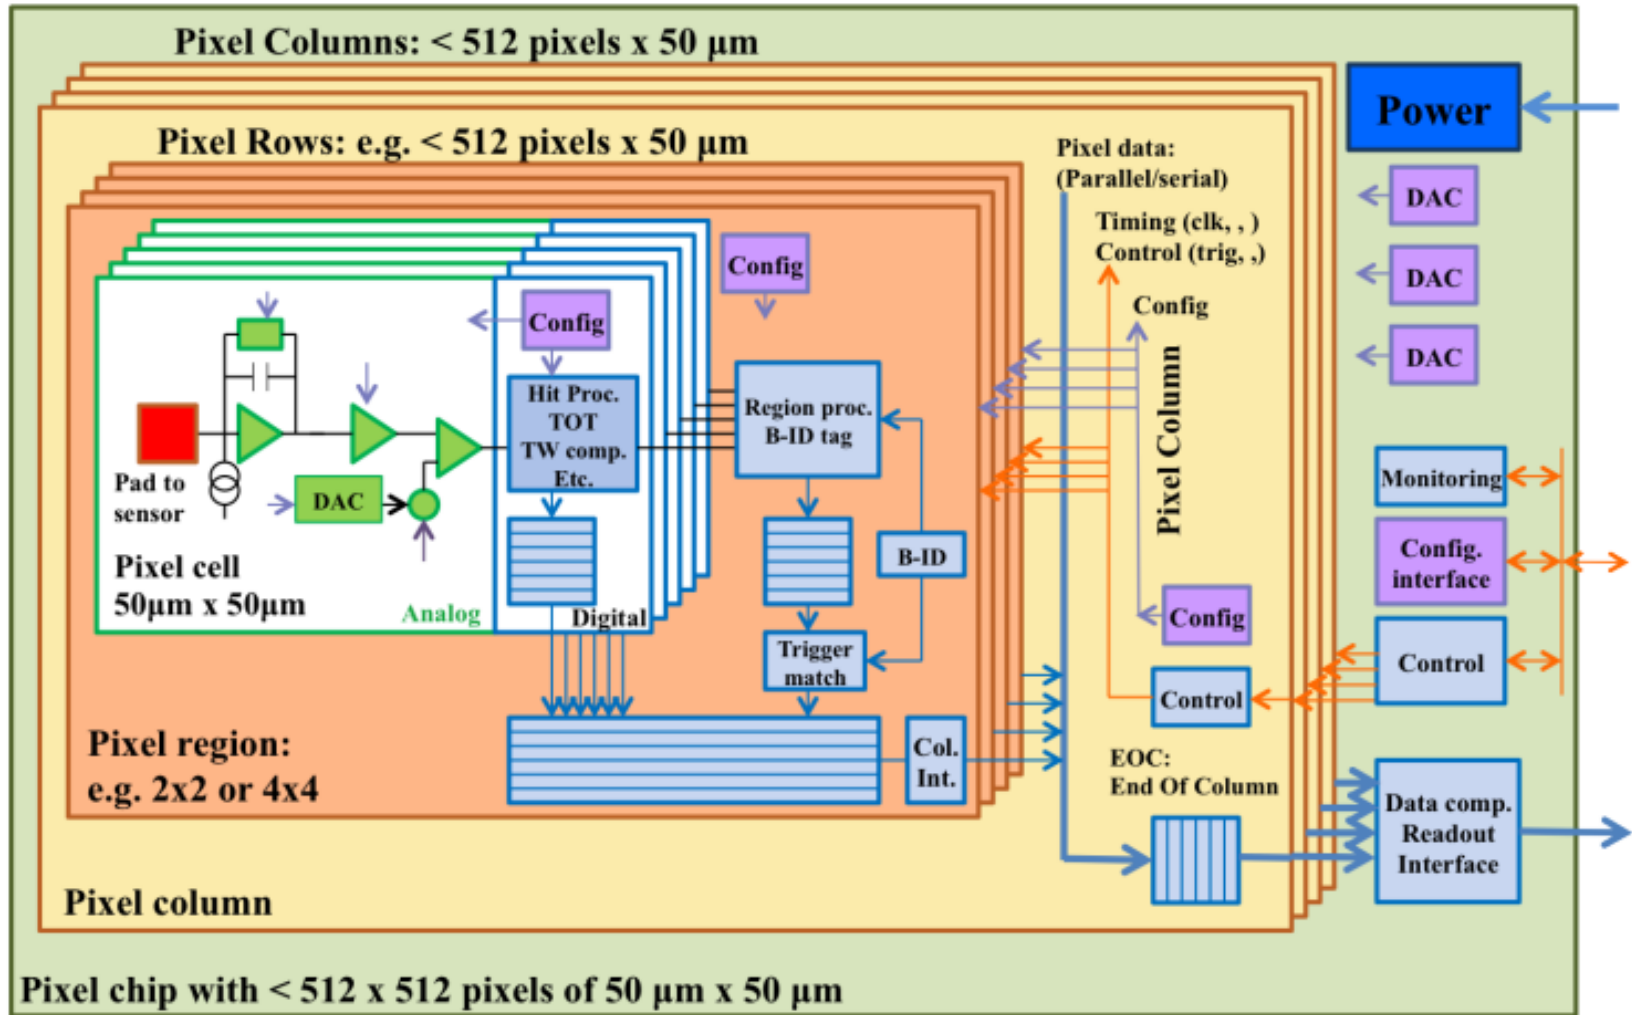 Pixel Columns: < 512 pixels x 50 µm
Power
Pixel Rows: e.g. < 512 pixels x 50 µm
Pixel data:
(Parallel/serial)
DAC
Timing (clk, , )
Control (trig, ,)
Config
DAC
Config
DAC
Config
Pixel Column
Hit Proc.
TOT
TW comp.
Etc.
Region proc.
B-ID tag
Pad to
sensor
DAC
Monitoring
B-ID
Config.
interface
Pixel cell
50µm x 50µm
Analog
Digital
Config
Trigger
match
Control
Control
Pixel region:
e.g. 2x2 or 4x4
Col.
Int.
EOC:
End Of Column
Data comp.
Readout
Interface
Pixel column
Pixel chip with < 512 x 512 pixels of 50 µm x 50 µm